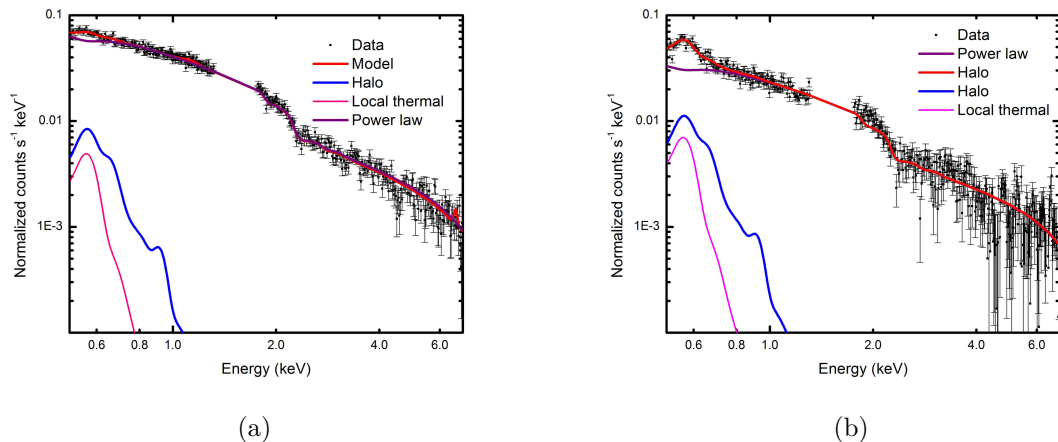 0.1
0.01
1E-3
Normalized counts s⁻¹ keV⁻¹
Data
Model
Halo
Local thermal
Power law
0.6 0.8 1.0 2.0 4.0 6.0
Energy (keV)
(a)
0.1
0.01
1E-3
Normalized counts s⁻¹ keV⁻¹
Data
Power law
Halo
Halo
Local thermal
0.6 0.8 1.0 2.0 4.0 6.0
Energy (keV)
(b)